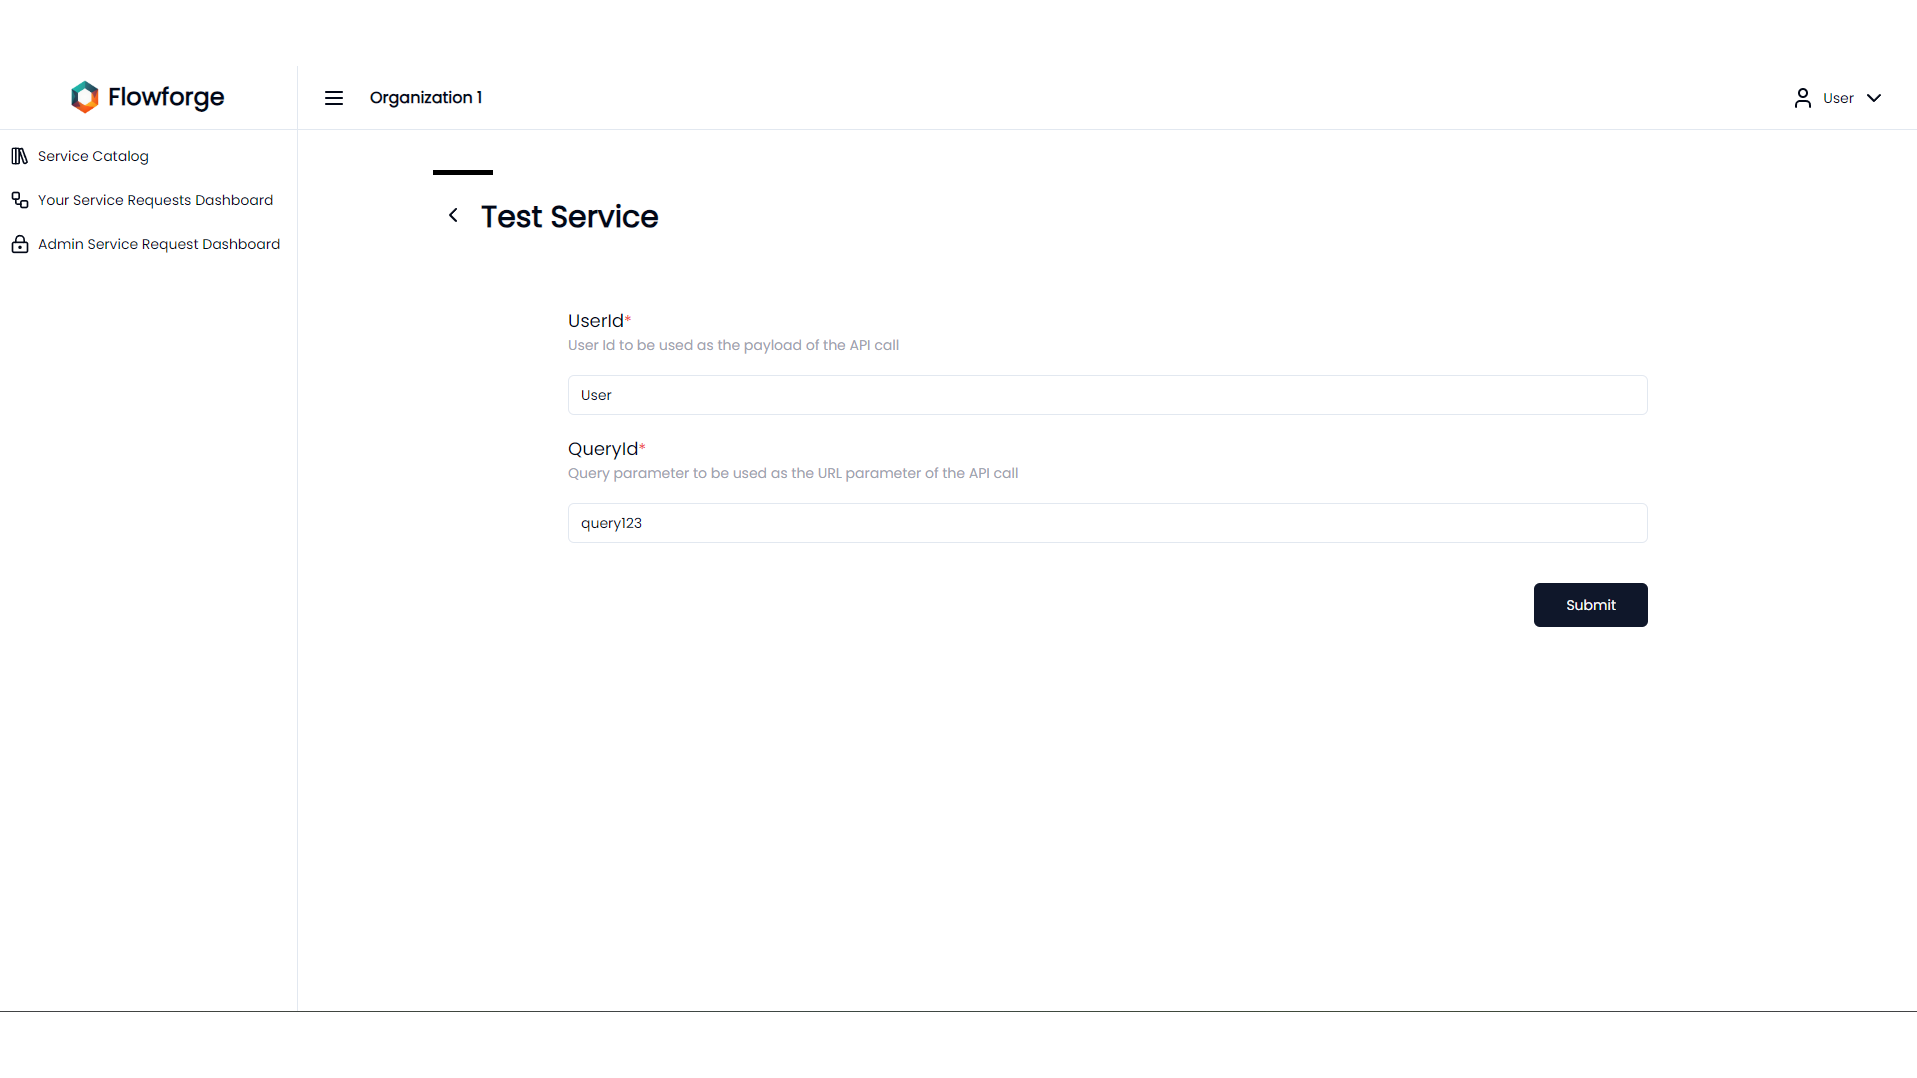 Flowforge
Organization 1
User
Service Catalog
Your Service Requests Dashboard
Admin Service Request Dashboard
Test Service
UserId*
User Id to be used as the payload of the API call
User
QueryId*
Query parameter to be used as the URL parameter of the API call
query123
Submit